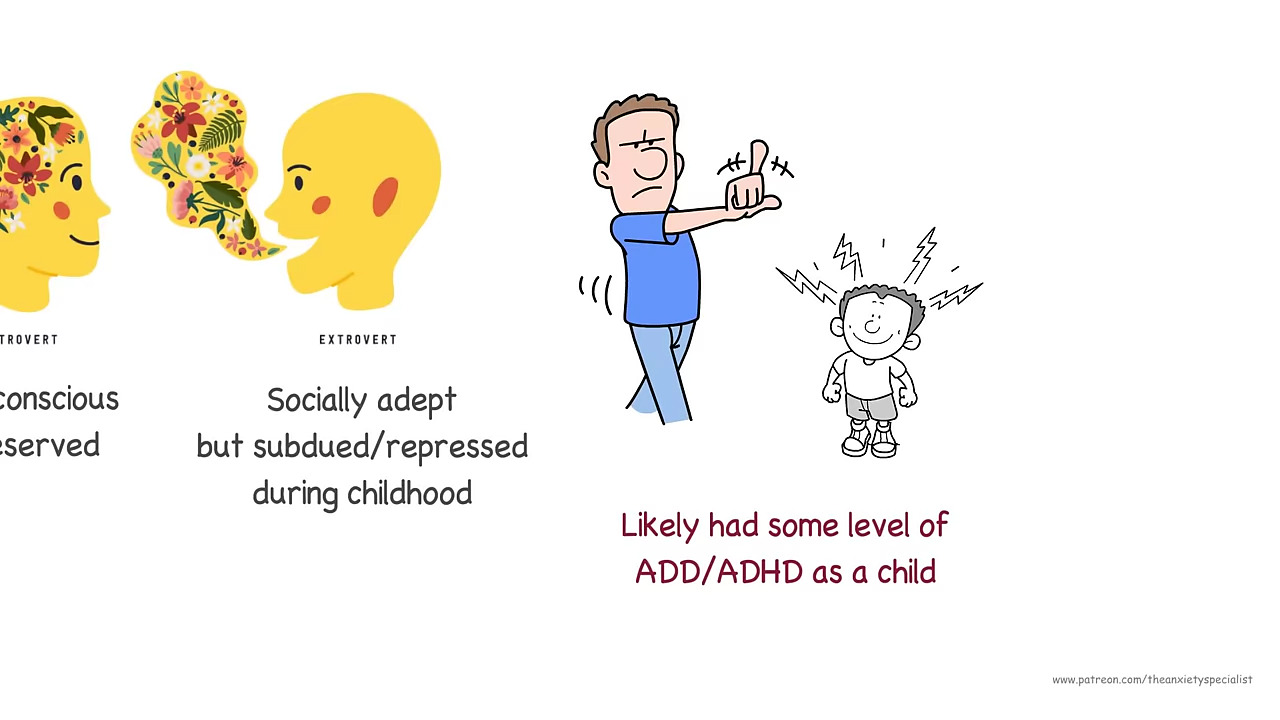 TROVERT
EXTROVERT
conscious
eserved
Socially adept
but subdued/repressed
during childhood
Likely had some level of
ADD/ADHD as a child
www.patreon.com/theanxietyspecialist